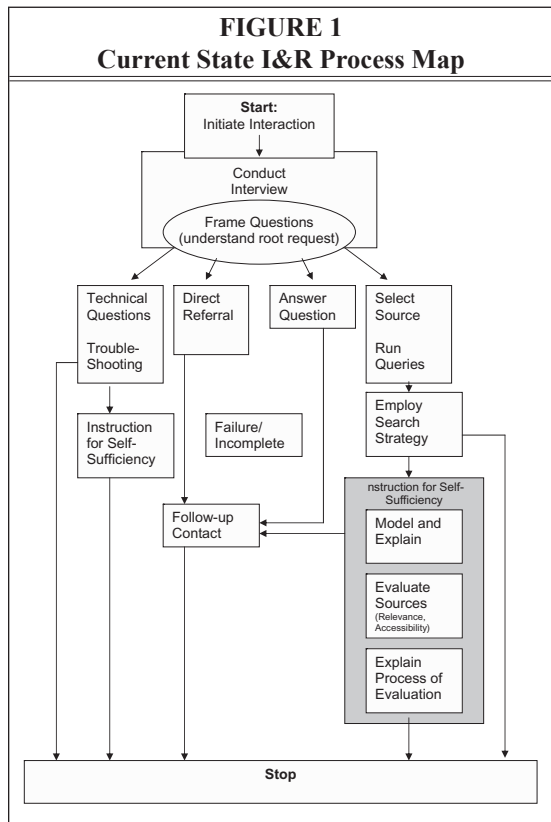 FIGURE 1
Current State I&R Process Map
Start:
Initiate Interaction
Conduct
Interview
Frame Questions
(understand root request)
Technical
Questions
Trouble-
Shooting
Direct
Referral
Answer
Question
Select
Source
Run
Queries
Instruction
for Self-
Sufficiency
Failure/
Incomplete
Employ
Search
Strategy
nstruction for Self-
Sufficiency
Follow-up
Contact
Model and
Explain
Evaluate
Sources
(Relevance,
Accessibility)
Explain
Process of
Evaluation
Stop